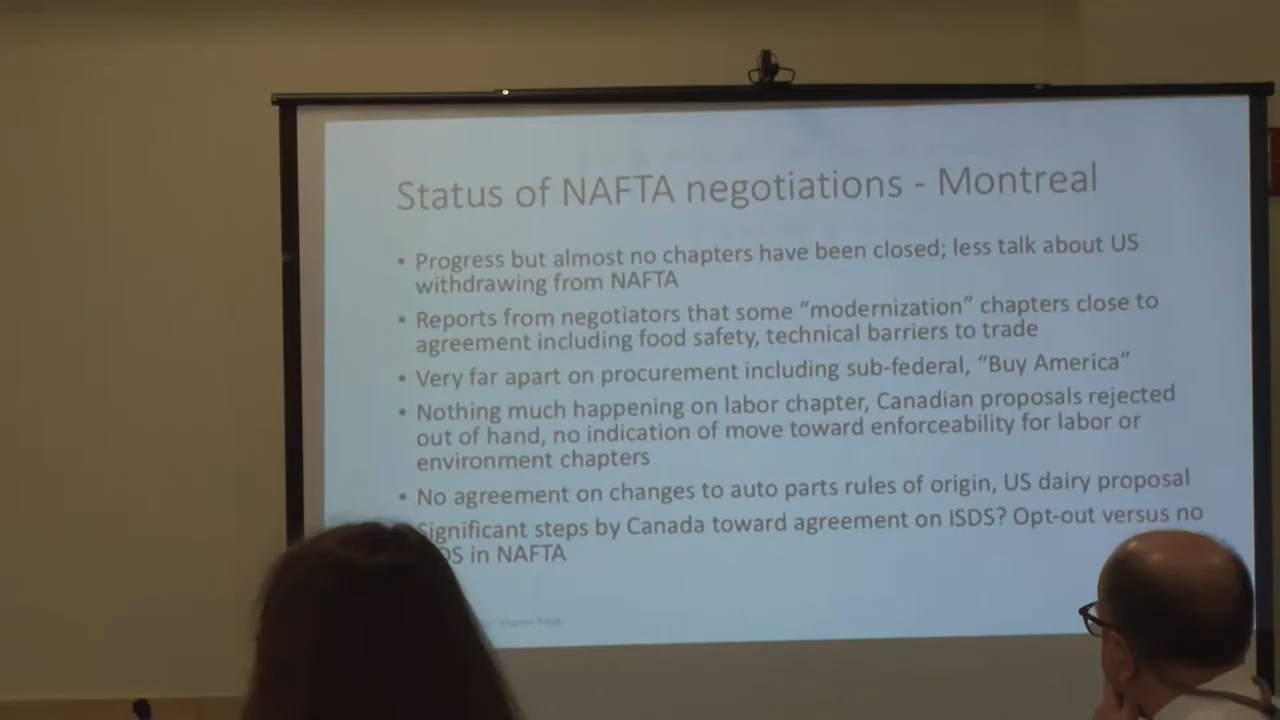 Status of NAFTA negotiations - Montreal
• Progress but almost no chapters have been closed; less talk about US
withdrawing from NAFTA
• Reports from negotiators that some “modernization” chapters close to
agreement including food safety, technical barriers to trade
• Very far apart on procurement including sub-federal, “Buy America”
• Nothing much happening on labor chapter, Canadian proposals rejected
out of hand, no indication of move toward enforceability for labor or
environment chapters
• No agreement on changes to auto parts rules of origin, US dairy proposal
Significant steps by Canada toward agreement on ISDS? Opt-out versus no
in NAFTA